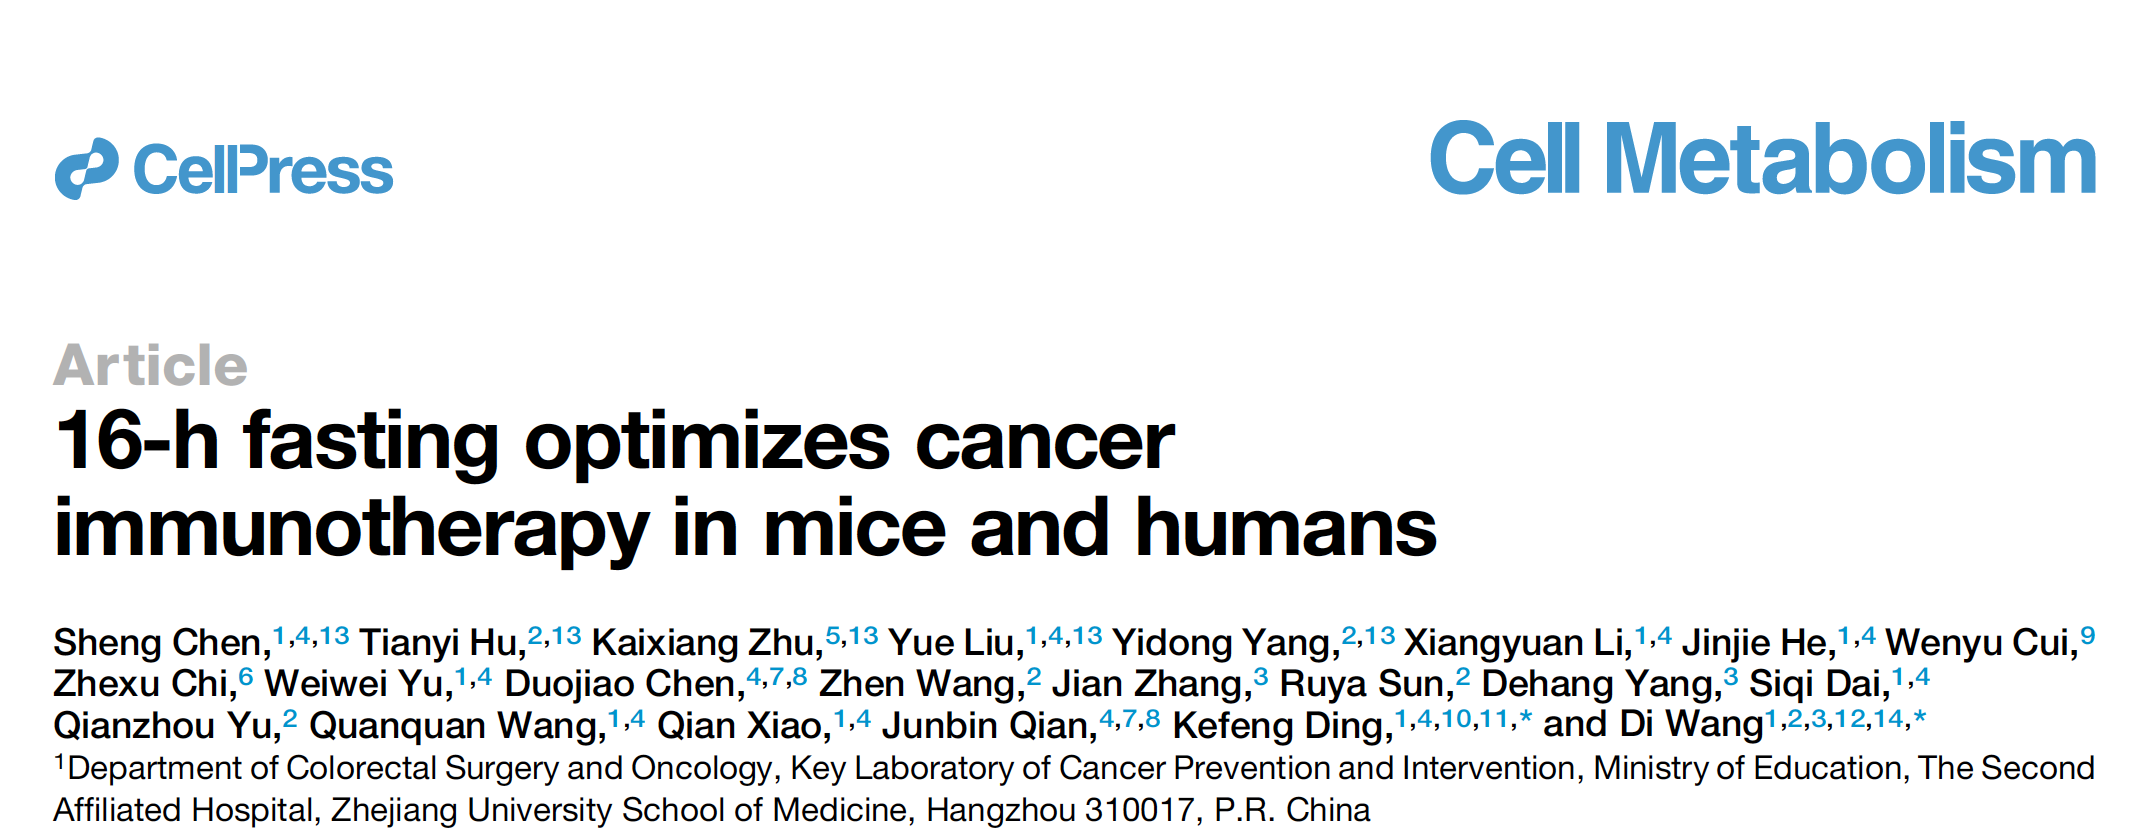 CellPress
Cell Metabolism
Article
16-h fasting optimizes cancer
immunotherapy in mice and humans
Sheng Chen,1,4,13 Tianyi Hu,2,13 Kaixiang Zhu,5,13 Yue Liu,1,4,13 Yidong Yang,2,13 Xiangyuan Li,1,4 Jinjie He,1,4 Wenyu Cui,9
Zhexu Chi,6 Weiwei Yu,1,4 Duojiao Chen,4,7,8 Zhen Wang,2 Jian Zhang,3 Ruya Sun,2 Dehang Yang,3 Siqi Dai,1,4
Qianzhou Yu,2 Quanquan Wang,1,4 Qian Xiao,1,4 Junbin Qian,4,7,8 Kefeng Ding,1,4,10,11,* and Di Wang1,2,3,12,14,*
1Department of Colorectal Surgery and Oncology, Key Laboratory of Cancer Prevention and Intervention, Ministry of Education, The Second
Affiliated Hospital, Zhejiang University School of Medicine, Hangzhou 310017, P.R. China